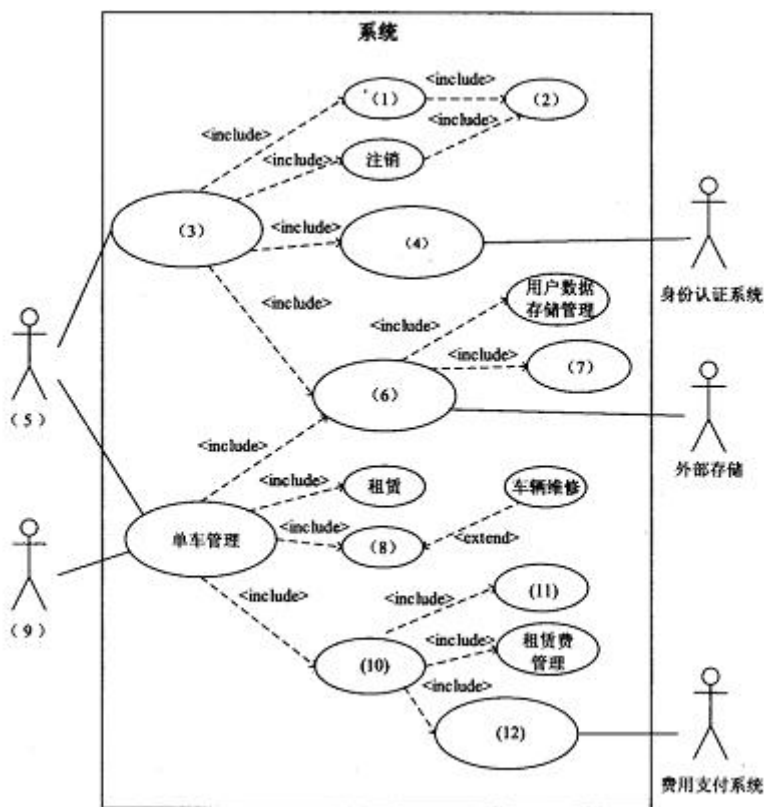 系统
<include>
(1)
(2)
<include>
<include>
<include>
注销
(3)
<include>
(4)
身份认证系统
<include>
用户数据
存储管理
<include>
<include>
(7)
(5)
(6)
外部存储
<include>
<include>
租赁
车辆维修
单车管理
<include>
(8)
<extend>
(9)
<include>
<include>
(11)
<include>
租赁费
管理
(10)
<include>
(12)
费用支付系统